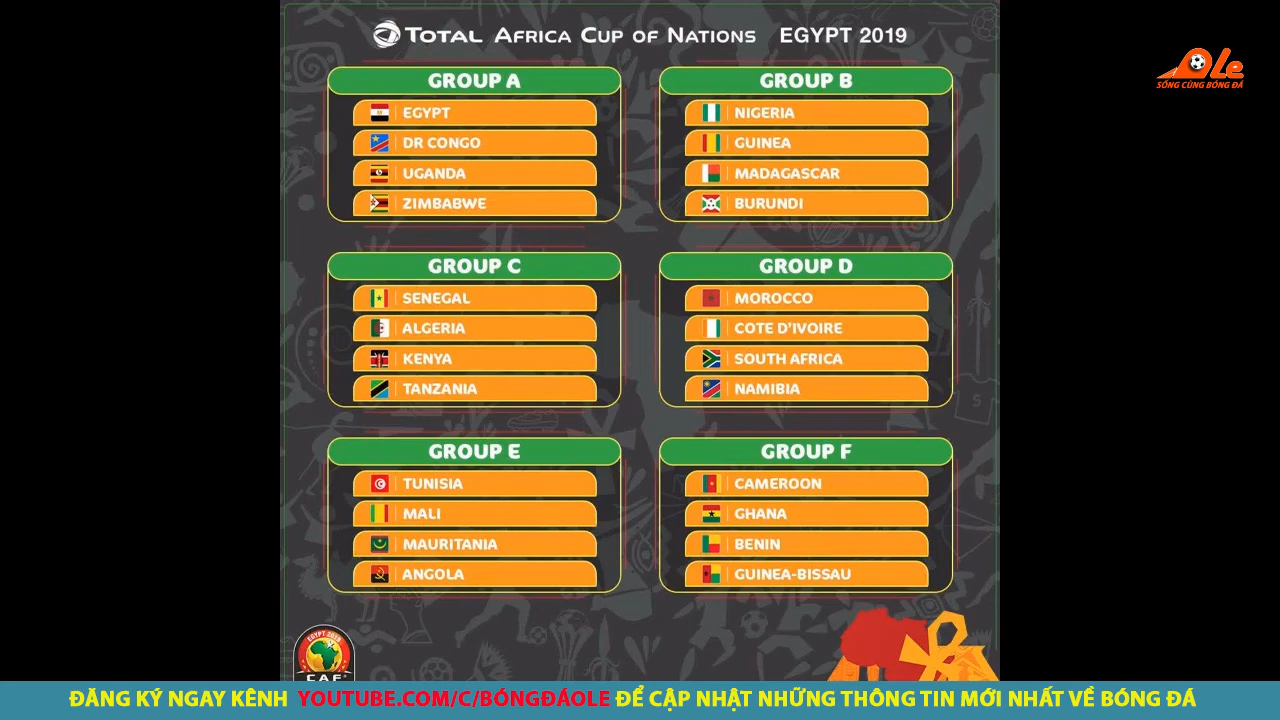 TOTAL AFRICA CUP OF NATIONS EGYPT 2019
OLe
SỐNG CÙNG BÓNG ĐÁ
GROUP A
EGYPT
DR CONGO
UGANDA
ZIMBABWE
GROUP B
NIGERIA
GUINEA
MADAGASCAR
BURUNDI
GROUP C
SENEGAL
ALGERIA
KENYA
TANZANIA
GROUP D
MOROCCO
COTE D'IVOIRE
SOUTH AFRICA
NAMIBIA
GROUP E
TUNISIA
MALI
MAURITANIA
ANGOLA
GROUP F
CAMEROON
GHANA
BENIN
GUINEA-BISSAU
EGYPT 2019
CAF
ĐĂNG KÝ NGAY KÊNH YOUTUBE.COM/C/BÓNGĐÁOLE ĐỂ CẬP NHẬT NHỮNG THÔNG TIN MỚI NHẤT VỀ BÓNG ĐÁ